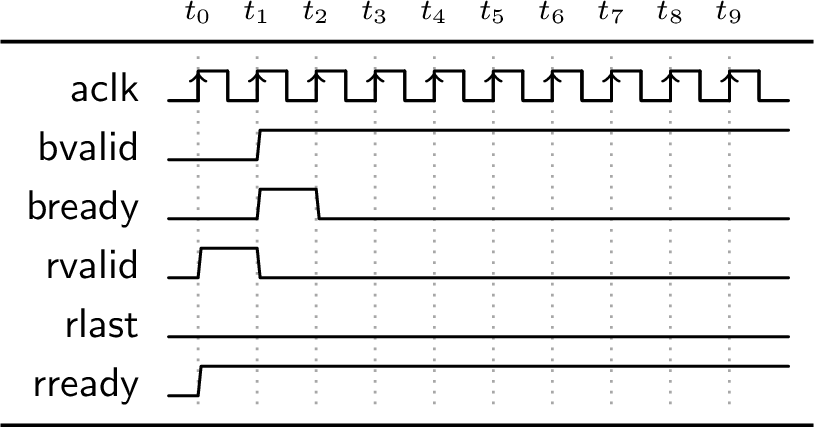 t₀ t₁ t₂ t₃ t₄ t₅ t₆ t₇ t₈ t₉
aclk
bvalid
bready
rvalid
rlast
rready